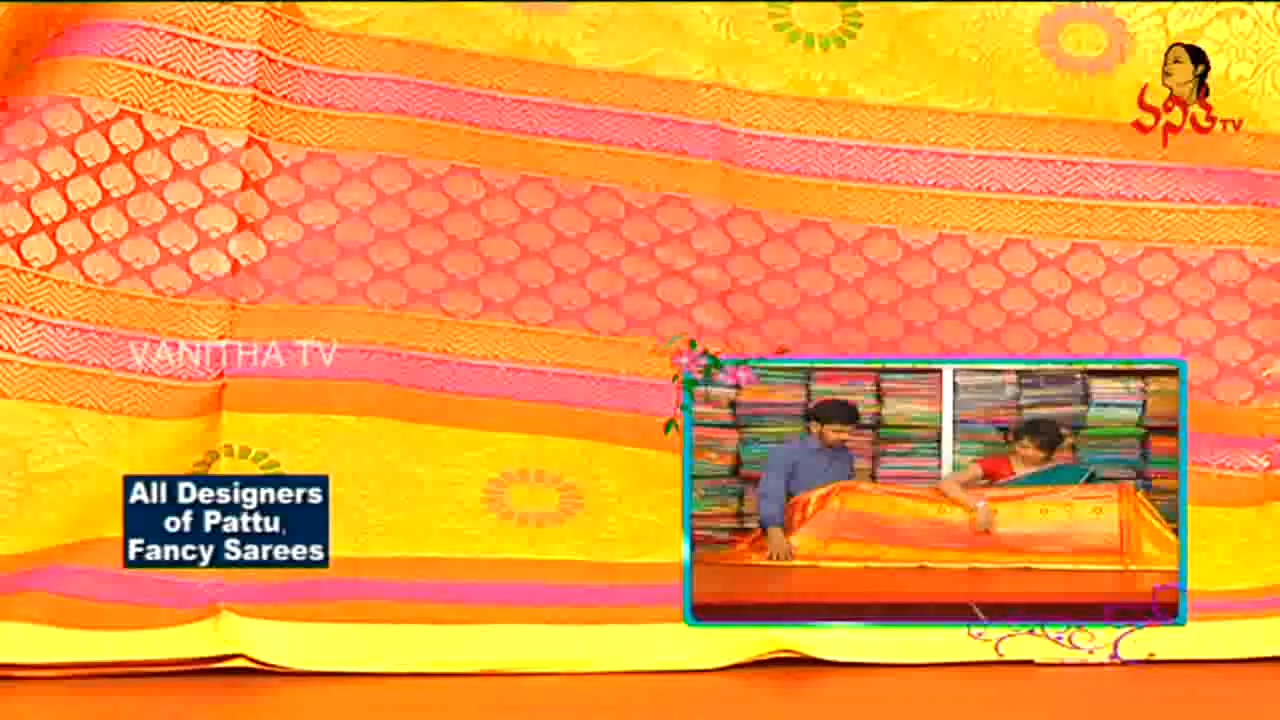 వనిత TV
VANITHA TV
All Designers
of Pattu,
Fancy Sarees